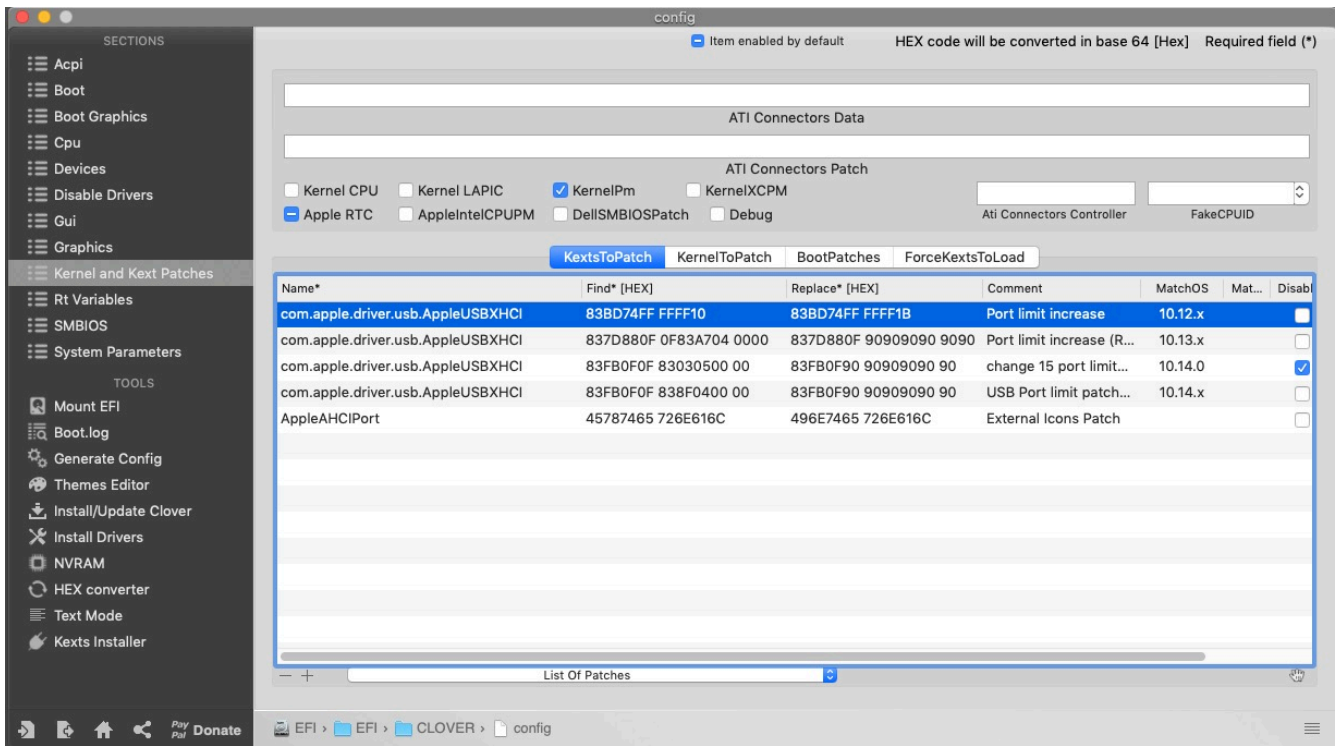 config
SECTIONS
Acpi
Boot
Boot Graphics
Cpu
Devices
Disable Drivers
Gui
Graphics
Kernel and Kext Patches
Rt Variables
SMBIOS
System Parameters
TOOLS
Mount EFI
Boot.log
Generate Config
Themes Editor
Install/Update Clover
Install Drivers
NVRAM
HEX converter
Text Mode
Kexts Installer
Pay Pal Donate
Item enabled by default HEX code will be converted in base 64 [Hex] Required field (*)
ATI Connectors Data
ATI Connectors Patch
Kernel CPU Kernel LAPIC KernelPm KernelXCPM
Apple RTC AppleIntelCPUPM DellSMBIOSPatch Debug
Ati Connectors Controller FakeCPUID
KextsToPatch KernelToPatch BootPatches ForceKextsToLoad
Name* Find* [HEX] Replace* [HEX] Comment MatchOS Mat... Disabl
com.apple.driver.usb.AppleUSBXHCI 83BD74FF FFFF10 83BD74FF FFFF1B Port limit increase 10.12.x
com.apple.driver.usb.AppleUSBXHCI 837D880F 0F83A704 0000 837D880F 90909090 9090 Port limit increase (R... 10.13.x
com.apple.driver.usb.AppleUSBXHCI 83FB0F0F 83030500 00 83FB0F90 90909090 90 change 15 port limit... 10.14.0
com.apple.driver.usb.AppleUSBXHCI 83FB0F0F 838F0400 00 83FB0F90 90909090 90 USB Port limit patch... 10.14.x
AppleAHCIPort 45787465 726E616C 496E7465 726E616C External Icons Patch
List Of Patches
EFI › EFI › CLOVER › config